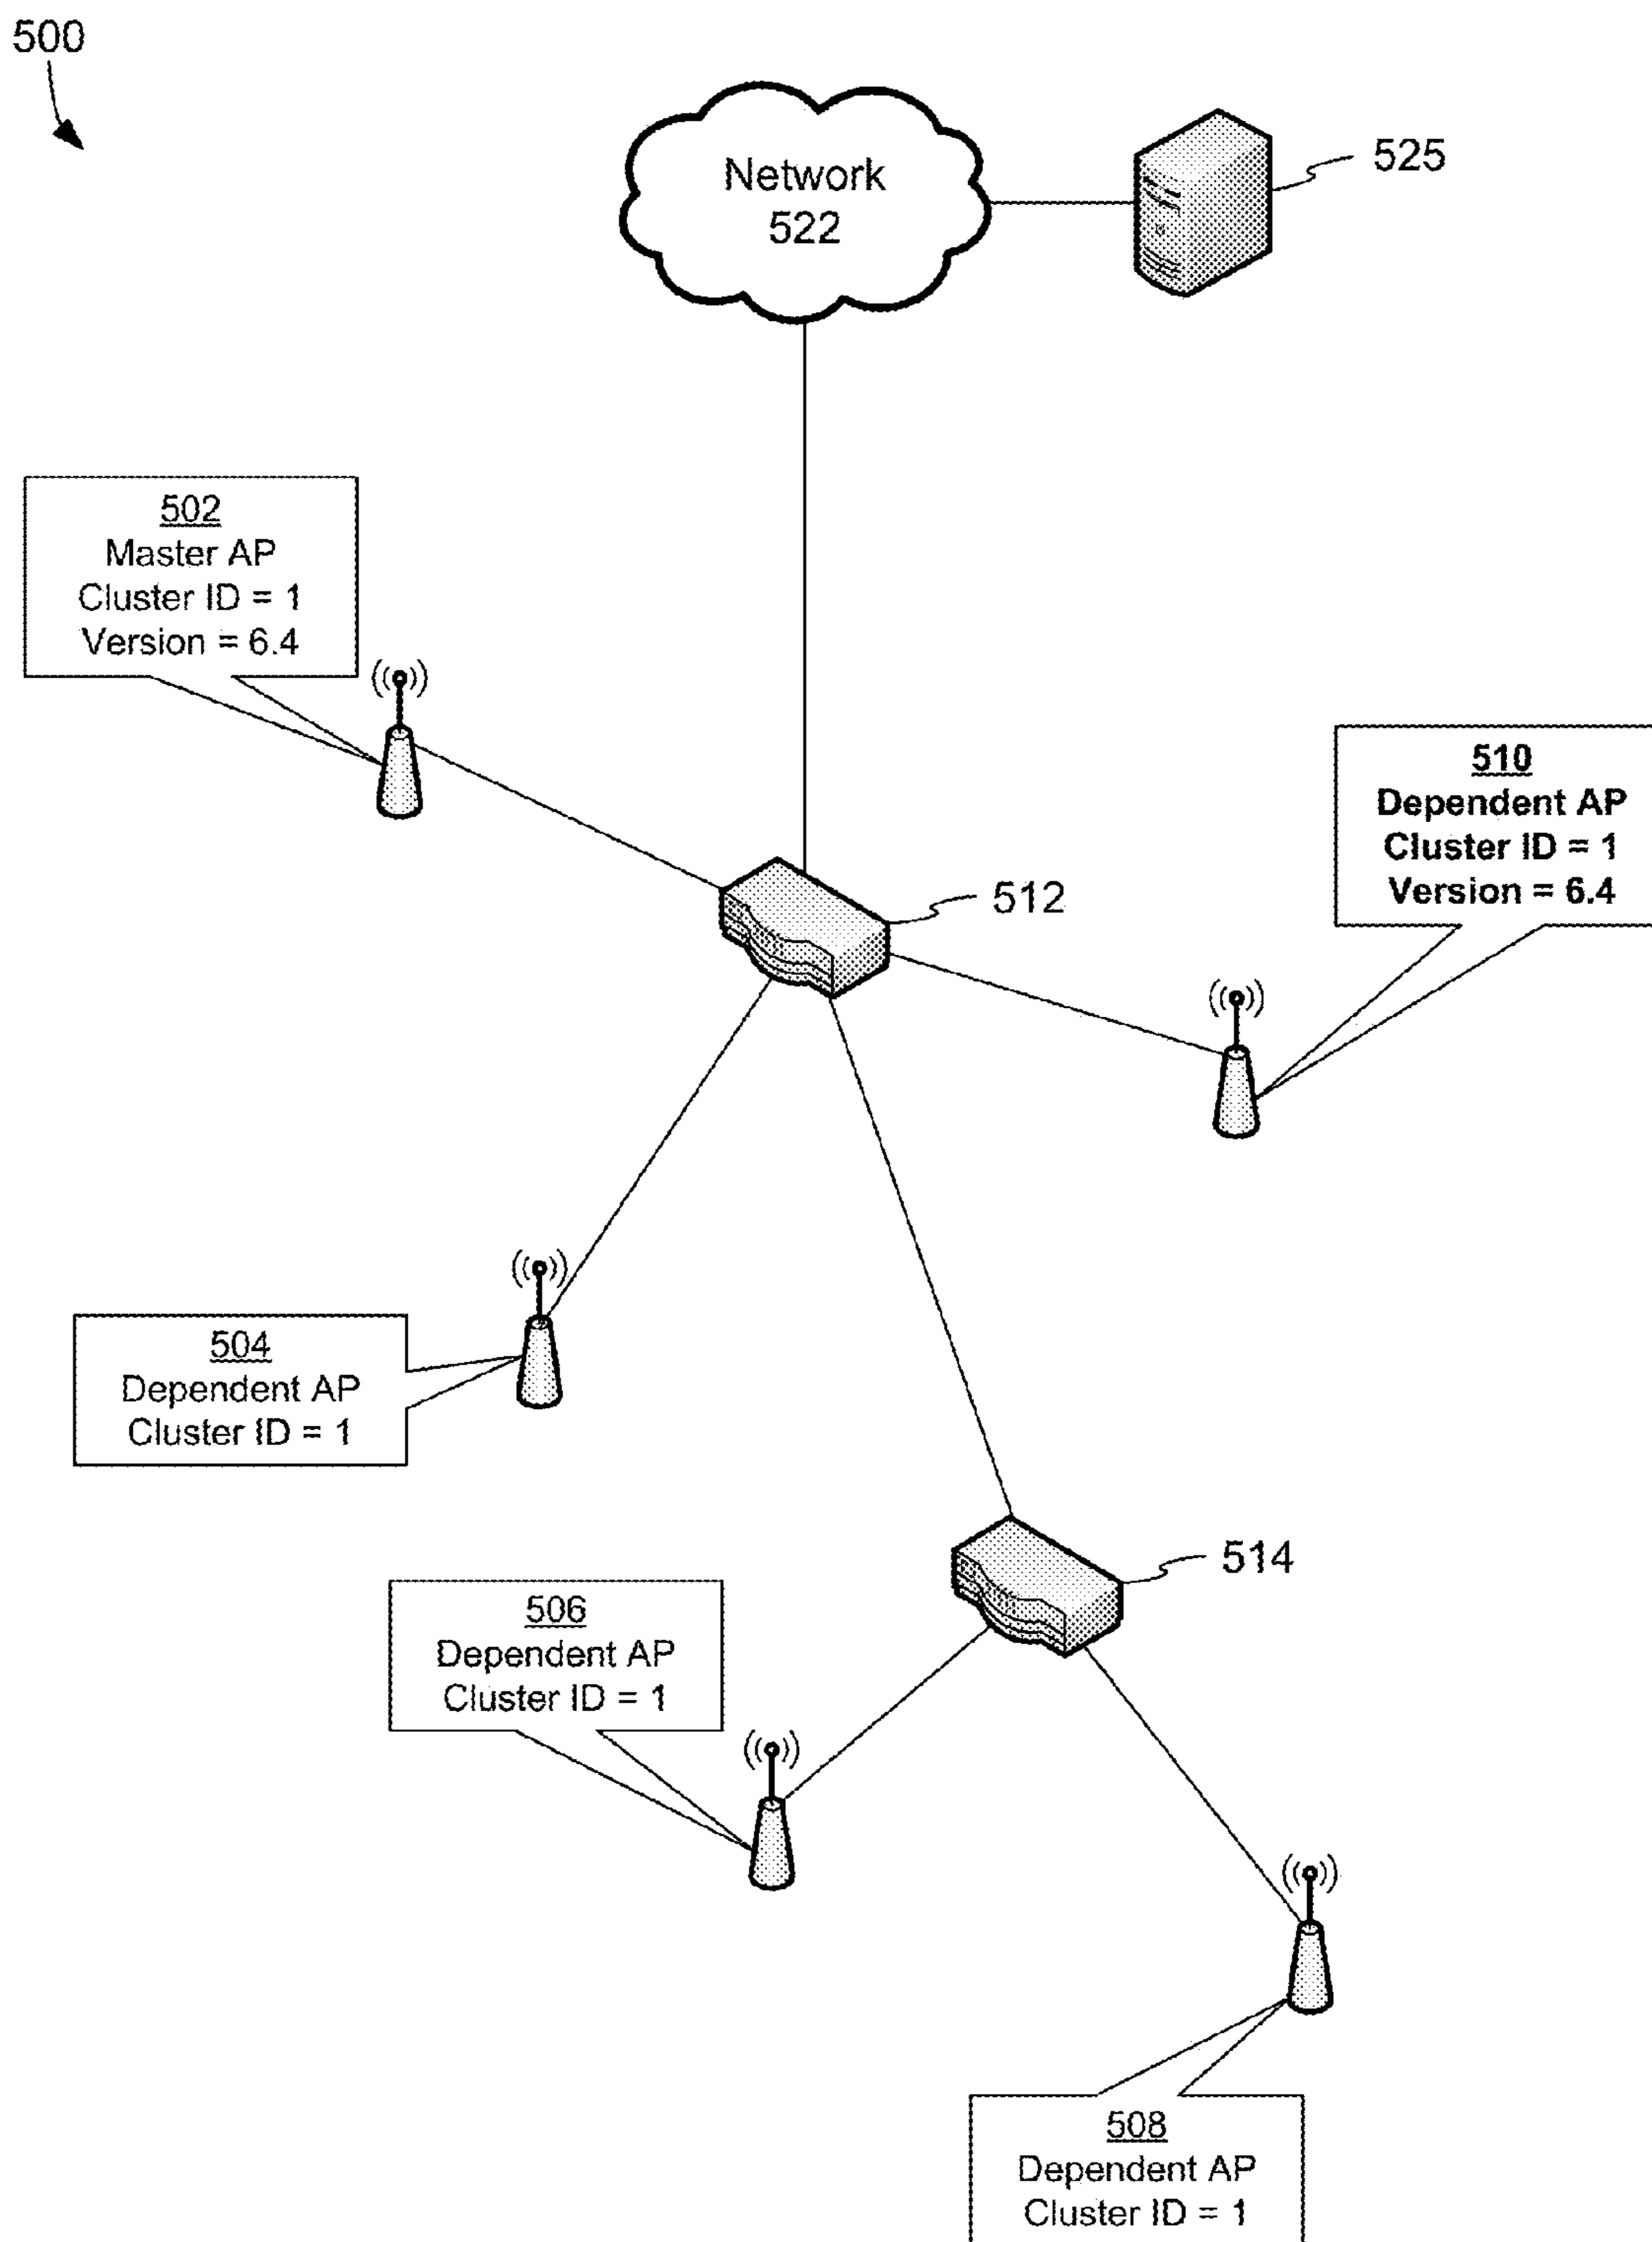 500
Network
522
525
502
Master AP
Cluster ID = 1
Version = 6.4
510
Dependent AP
Cluster ID = 1
Version = 6.4
512
504
Dependent AP
Cluster ID = 1
514
506
Dependent AP
Cluster ID = 1
508
Dependent AP
Cluster ID = 1